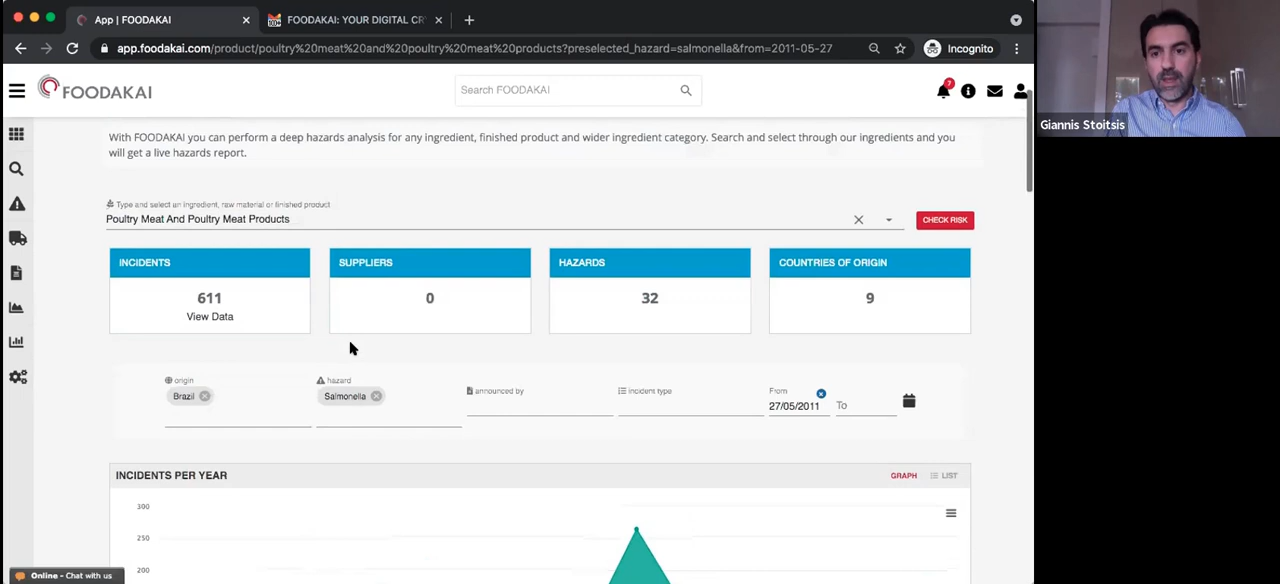 App | FOODAKAI
FOODAKAI: YOUR DIGITAL CR
app.foodakai.com/product/poultry%20meat%20and%20poultry%20meat%20products?preselected_hazard=salmonella&from=2011-05-27
Incognito
FOODAKAI
Search FOODAKAI
7
Giannis Stoitsis
With FOODAKAI you can perform a deep hazards analysis for any ingredient, finished product and wider ingredient category. Search and select through our ingredients and you
will get a live hazards report.
Type and select an ingredient, raw material or finished product
Poultry Meat And Poultry Meat Products
CHECK RISK
INCIDENTS
611
View Data
SUPPLIERS
0
HAZARDS
32
COUNTRIES OF ORIGIN
9
origin
Brazil
hazard
Salmonella
announced by
incident type
From
27/05/2011
To
INCIDENTS PER YEAR
GRAPH
LIST
300
250
200
Online - Chat with us